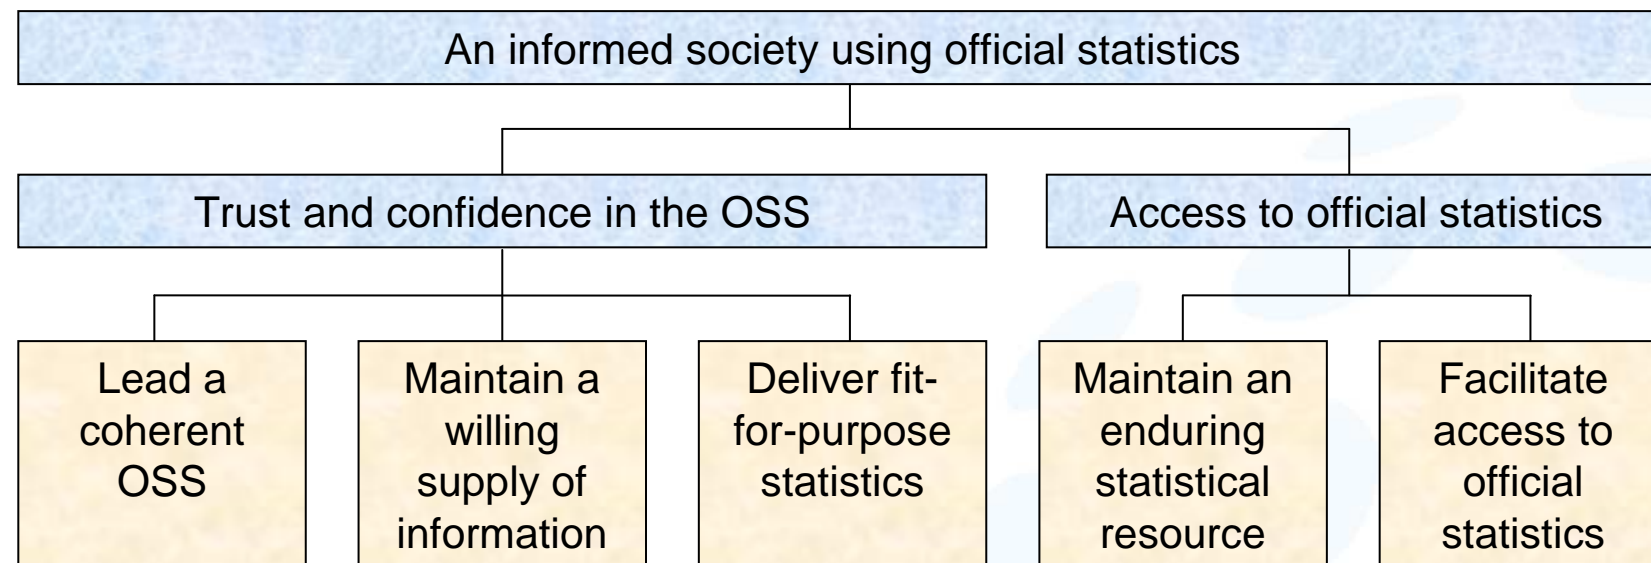 An informed society using official statistics
Trust and confidence in the OSS
Access to official statistics
Lead a
coherent
OSS
Maintain a
willing
supply of
information
Deliver fit-
for-purpose
statistics
Maintain an
enduring
statistical
resource
Facilitate
access to
official
statistics